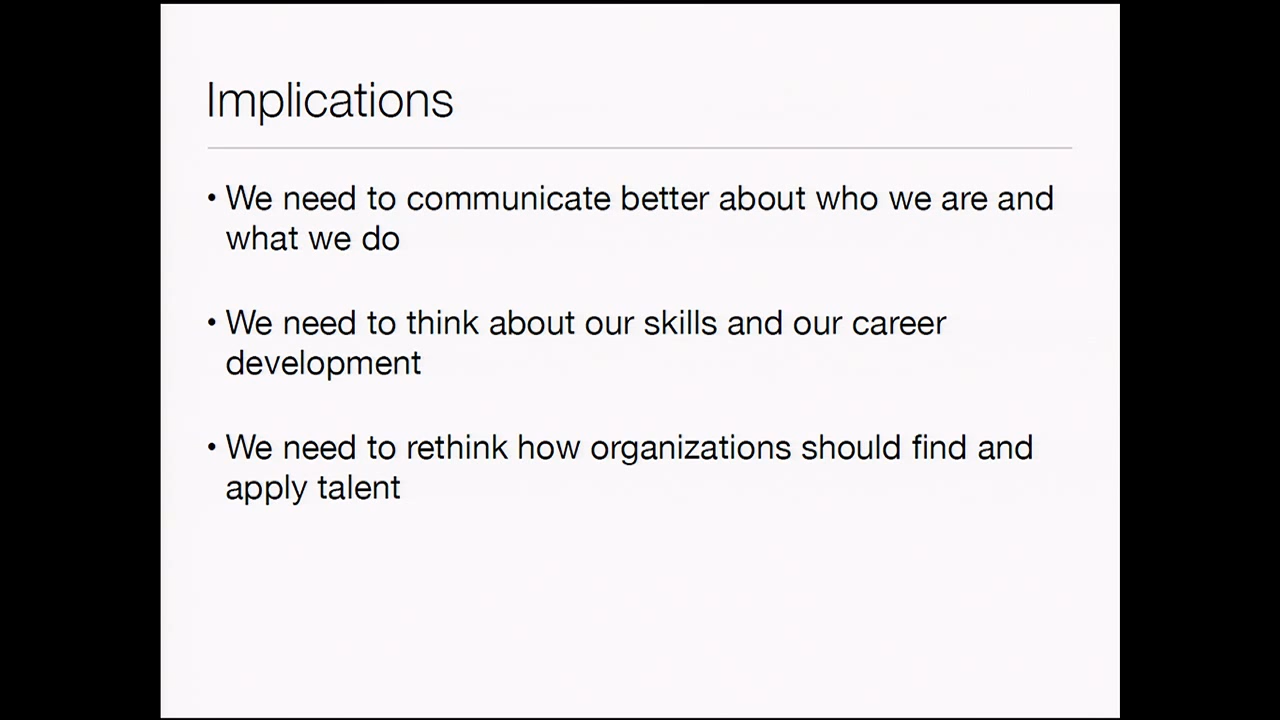 Implications
• We need to communicate better about who we are and
what we do
• We need to think about our skills and our career
development
• We need to rethink how organizations should find and
apply talent